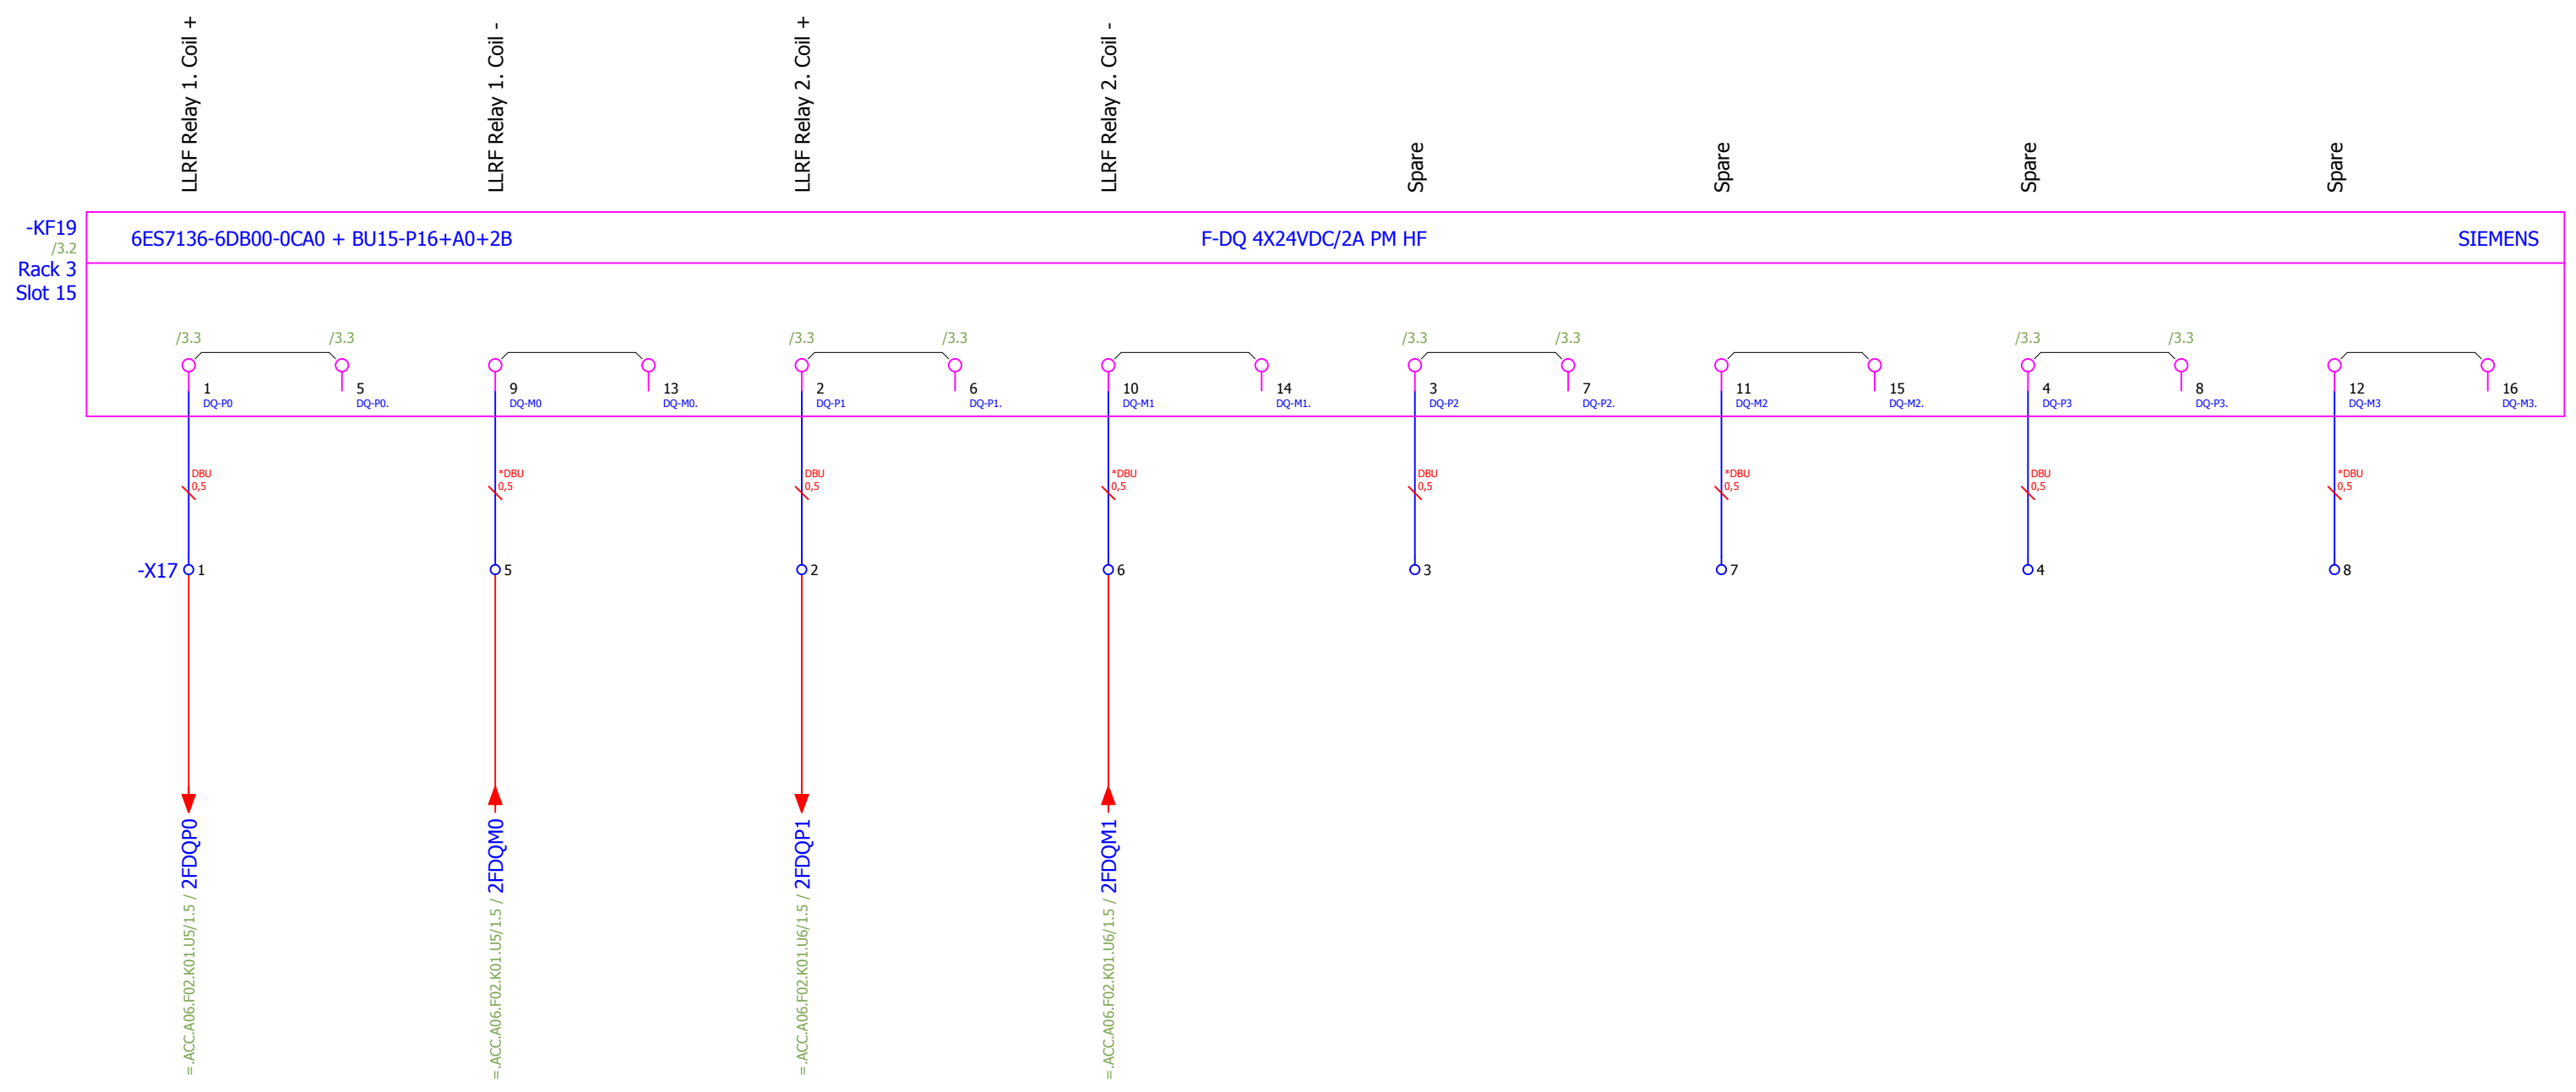 LLRF Relay 1. Coil +
LLRF Relay 1. Coil -
LLRF Relay 2. Coil +
LLRF Relay 2. Coil -
Spare
Spare
Spare
Spare
-KF19
/3.2
Rack 3
Slot 15
6ES7136-6DB00-0CA0 + BU15-P16+A0+2B
F-DQ 4X24VDC/2A PM HF
SIEMENS
/3.3
/3.3
/3.3
/3.3
/3.3
/3.3
/3.3
/3.3
1
DQ-P0
5
DQ-P0.
9
DQ-M0
13
DQ-M0.
2
DQ-P1
6
DQ-P1.
10
DQ-M1
14
DQ-M1.
3
DQ-P2
7
DQ-P2.
11
DQ-M2
15
DQ-M2.
4
DQ-P3
8
DQ-P3.
12
DQ-M3
16
DQ-M3.
DBU
0,5
*DBU
0,5
DBU
0,5
*DBU
0,5
DBU
0,5
*DBU
0,5
DBU
0,5
*DBU
0,5
-X17
1
5
2
6
3
7
4
8
=.ACC.A06.F02.K01.U5/1.5 / 2FDQP0
=.ACC.A06.F02.K01.U5/1.5 / 2FDQM0
=.ACC.A06.F02.K01.U6/1.5 / 2FDQP1
=.ACC.A06.F02.K01.U6/1.5 / 2FDQM1